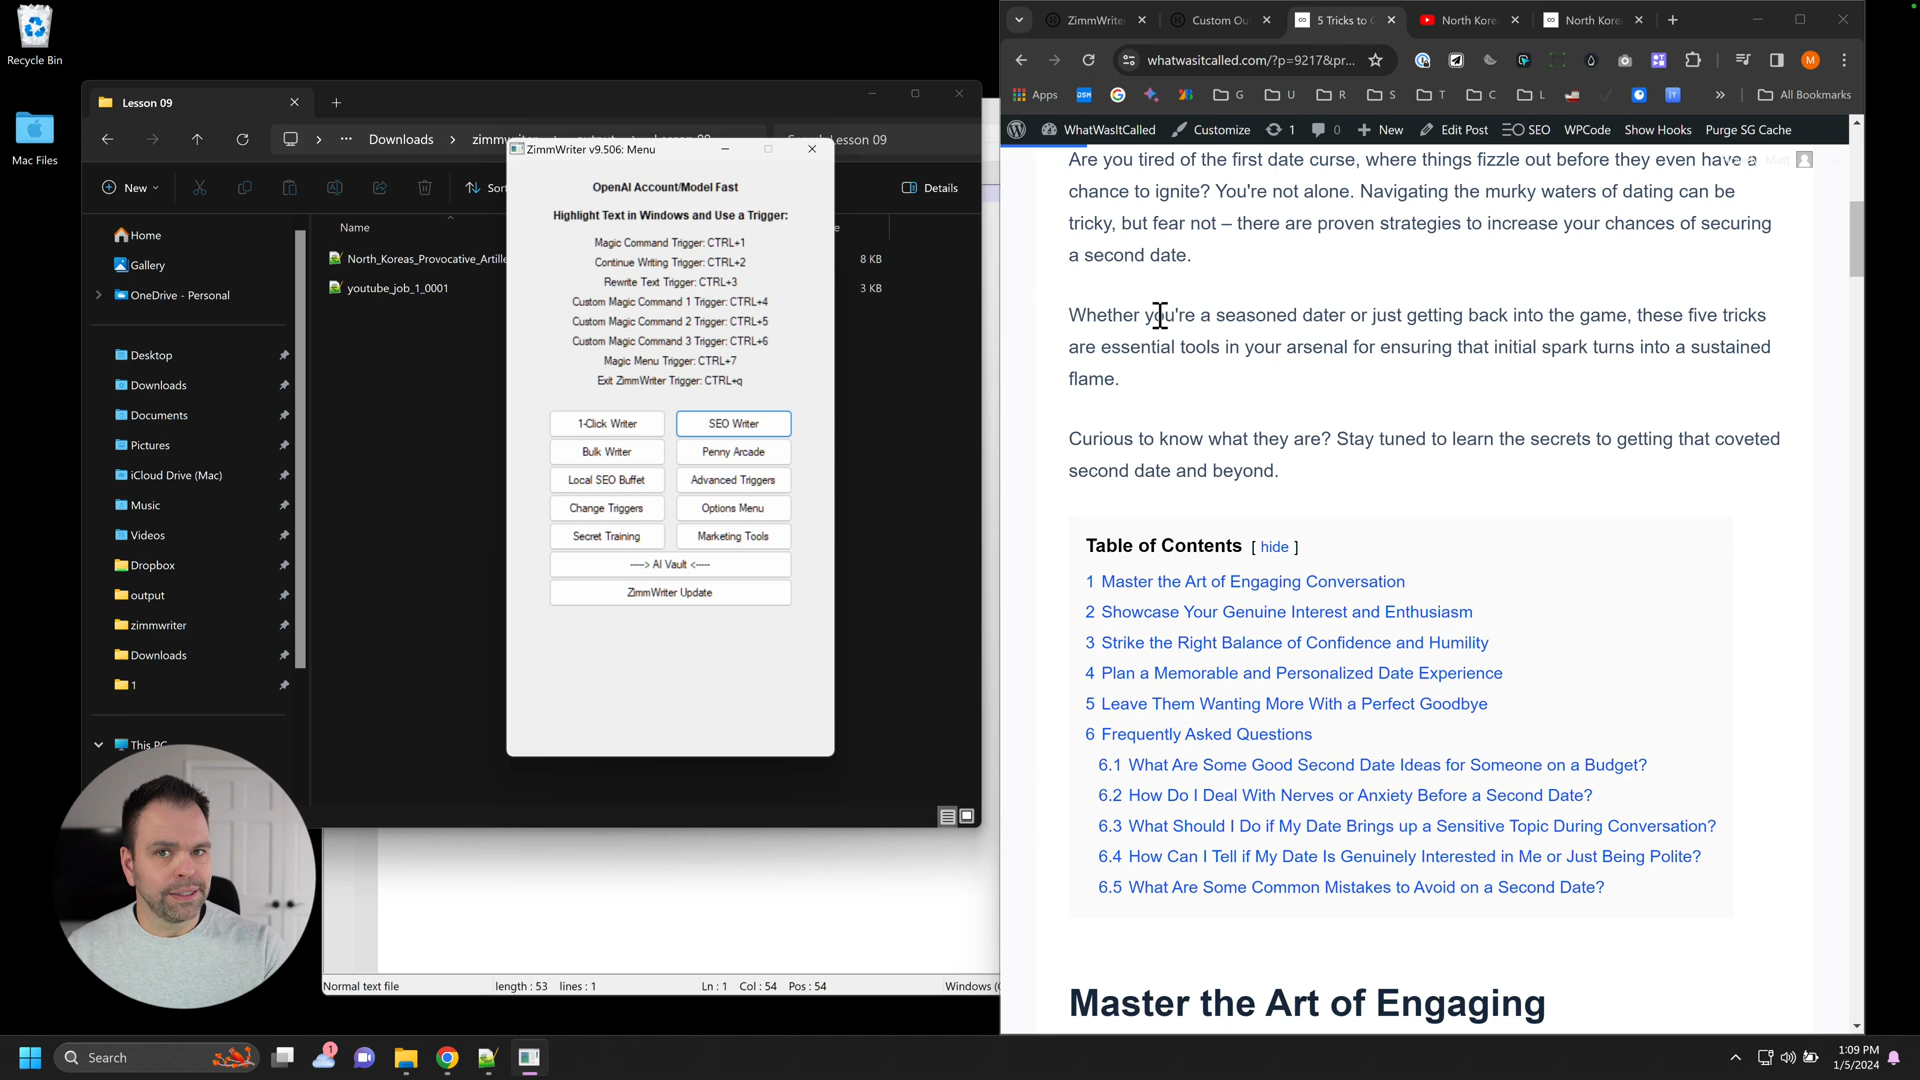 Recycle Bin
Mac Files
Lesson 09
Downloads
Lesson 09
New
Sort
Details
Name
Home
Gallery
OneDrive - Personal
Desktop
Downloads
Documents
Pictures
iCloud Drive (Mac)
Music
Videos
Dropbox
output
zimmwriter
Downloads
1
This PC
North_Koreas_Provocative_Artille
8 KB
youtube_job_1_0001
3 KB
ZimmWriter v9.506: Menu
OpenAI Account/Model Fast
Highlight Text in Windows and Use a Trigger:
Magic Command Trigger: CTRL+1
Continue Writing Trigger: CTRL+2
Rewrite Text Trigger: CTRL+3
Custom Magic Command 1 Trigger: CTRL+4
Custom Magic Command 2 Trigger: CTRL+5
Custom Magic Command 3 Trigger: CTRL+6
Magic Menu Trigger: CTRL+7
Exit ZimmWriter Trigger: CTRL+q
1-Click Writer
SEO Writer
Bulk Writer
Penny Arcade
Local SEO Buffet
Advanced Triggers
Change Triggers
Options Menu
Secret Training
Marketing Tools
-----> AI Vault <-----
ZimmWriter Update
Normal text file
length : 53 lines : 1
Ln : 1 Col : 54 Pos : 54
Windows (
ZimmWrite
Custom Ou
5 Tricks to
North Kore
North Kore
whatwasitcalled.com/?p=9217&pr...
M
Apps
G
U
R
S
T
C
L
All Bookmarks
WhatWasItCalled
Customize
1
0
New
Edit Post
SEO
WPCode
Show Hooks
Purge SG Cache
Are you tired of the first date curse, where things fizzle out before they even have a
chance to ignite? You're not alone. Navigating the murky waters of dating can be
tricky, but fear not – there are proven strategies to increase your chances of securing
a second date.
Whether you're a seasoned dater or just getting back into the game, these five tricks
are essential tools in your arsenal for ensuring that initial spark turns into a sustained
flame.
Curious to know what they are? Stay tuned to learn the secrets to getting that coveted
second date and beyond.
Table of Contents [ hide ]
1 Master the Art of Engaging Conversation
2 Showcase Your Genuine Interest and Enthusiasm
3 Strike the Right Balance of Confidence and Humility
4 Plan a Memorable and Personalized Date Experience
5 Leave Them Wanting More With a Perfect Goodbye
6 Frequently Asked Questions
6.1 What Are Some Good Second Date Ideas for Someone on a Budget?
6.2 How Do I Deal With Nerves or Anxiety Before a Second Date?
6.3 What Should I Do if My Date Brings up a Sensitive Topic During Conversation?
6.4 How Can I Tell if My Date Is Genuinely Interested in Me or Just Being Polite?
6.5 What Are Some Common Mistakes to Avoid on a Second Date?
Master the Art of Engaging
Search
1
1:09 PM
1/5/2024